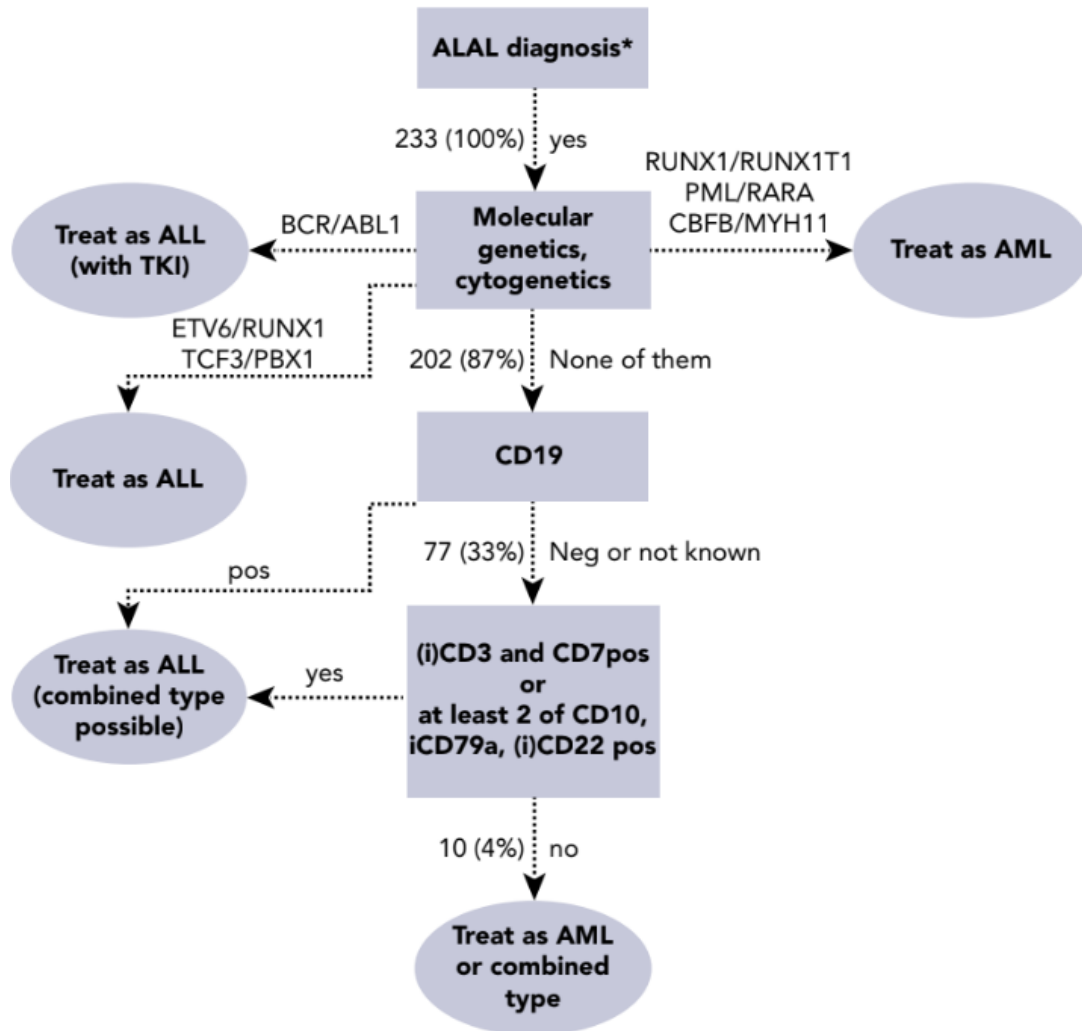 ALAL diagnosis*
233 (100%) yes
RUNX1/RUNX1T1
PML/RARA
CBFB/MYH11
BCR/ABL1
Treat as ALL
(with TKI)
Molecular
genetics,
cytogenetics
Treat as AML
ETV6/RUNX1
TCF3/PBX1
202 (87%) None of them
Treat as ALL
CD19
77 (33%) Neg or not known
pos
Treat as ALL
(combined type
possible)
yes
(i)CD3 and CD7pos
or
at least 2 of CD10,
iCD79a, (i)CD22 pos
10 (4%) no
Treat as AML
or combined
type